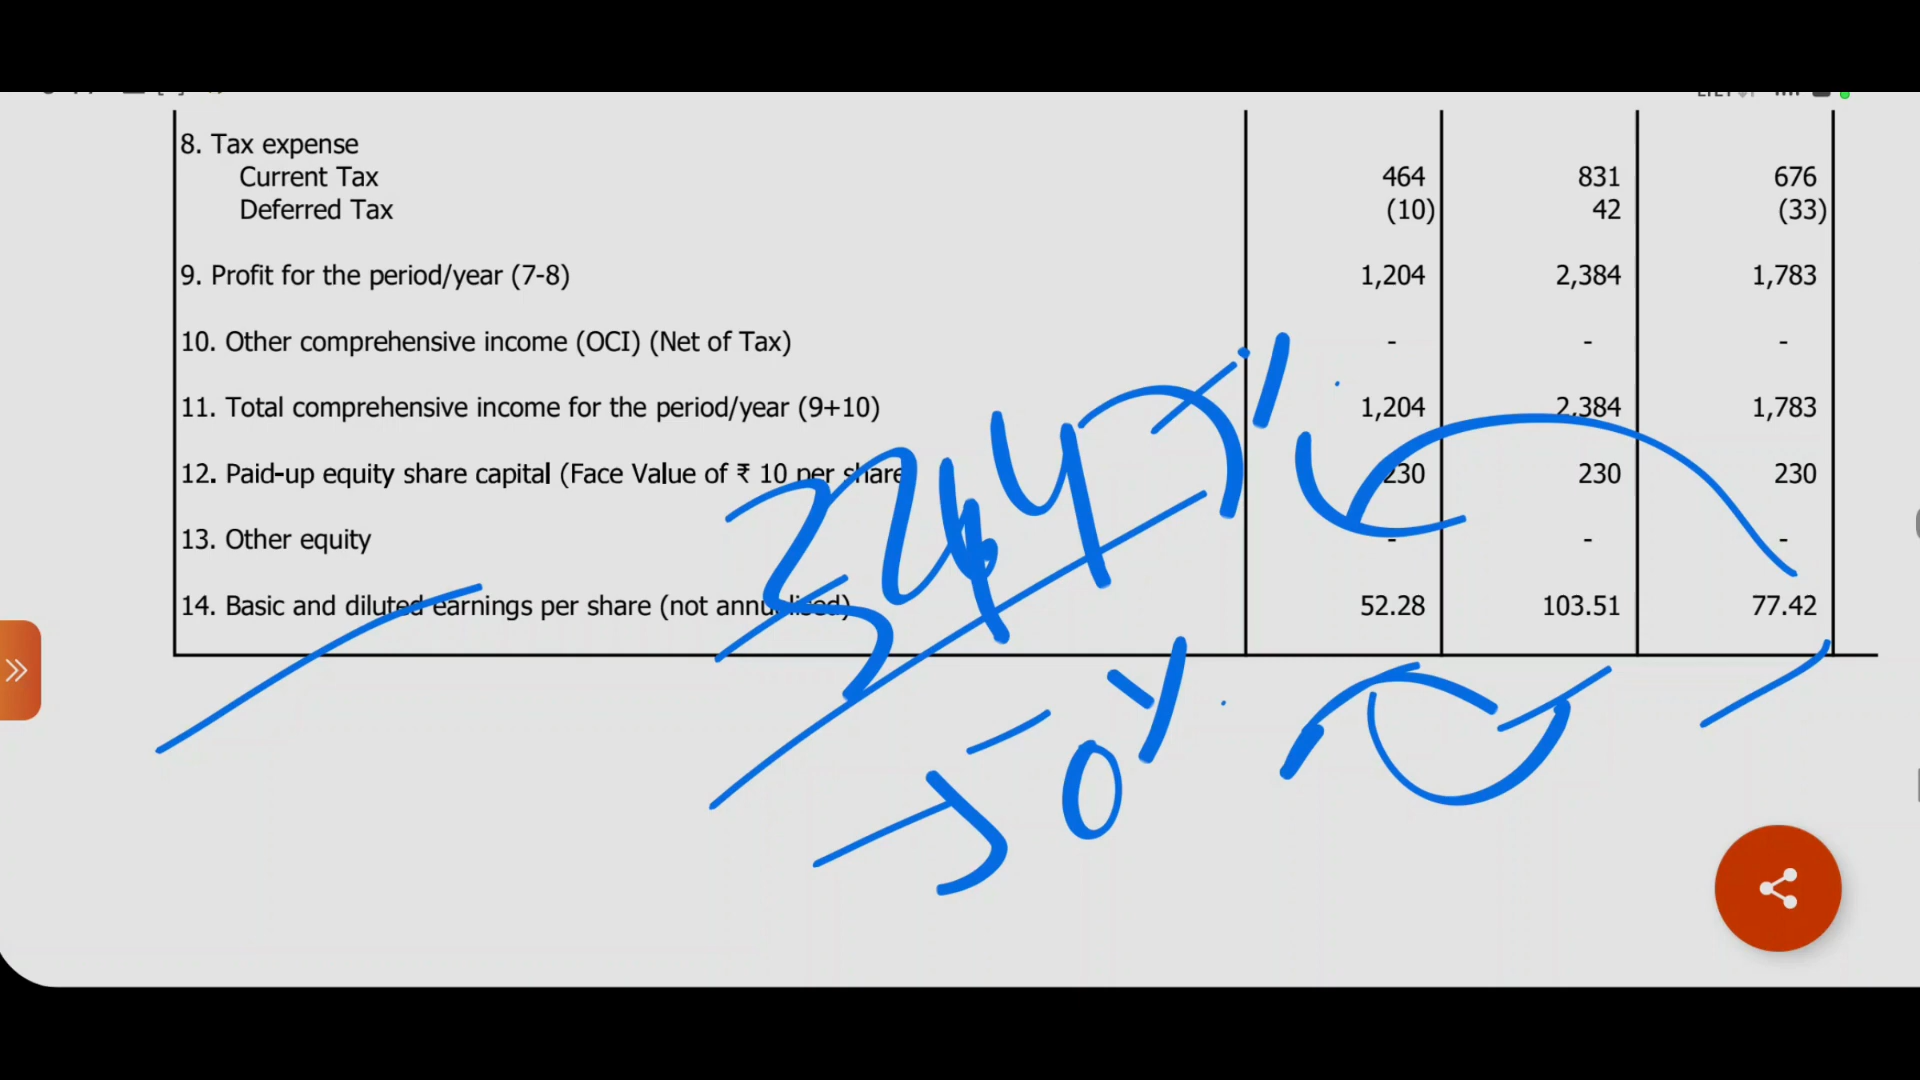 8. Tax expense
Current Tax 464 831 676
Deferred Tax (10) 42 (33)
9. Profit for the period/year (7-8) 1,204 2,384 1,783
10. Other comprehensive income (OCI) (Net of Tax) - - -
11. Total comprehensive income for the period/year (9+10) 1,204 2,384 1,783
12. Paid-up equity share capital (Face Value of ₹ 10 per share 230 230 230
13. Other equity - - -
14. Basic and diluted earnings per share (not annualised) 52.28 103.51 77.42